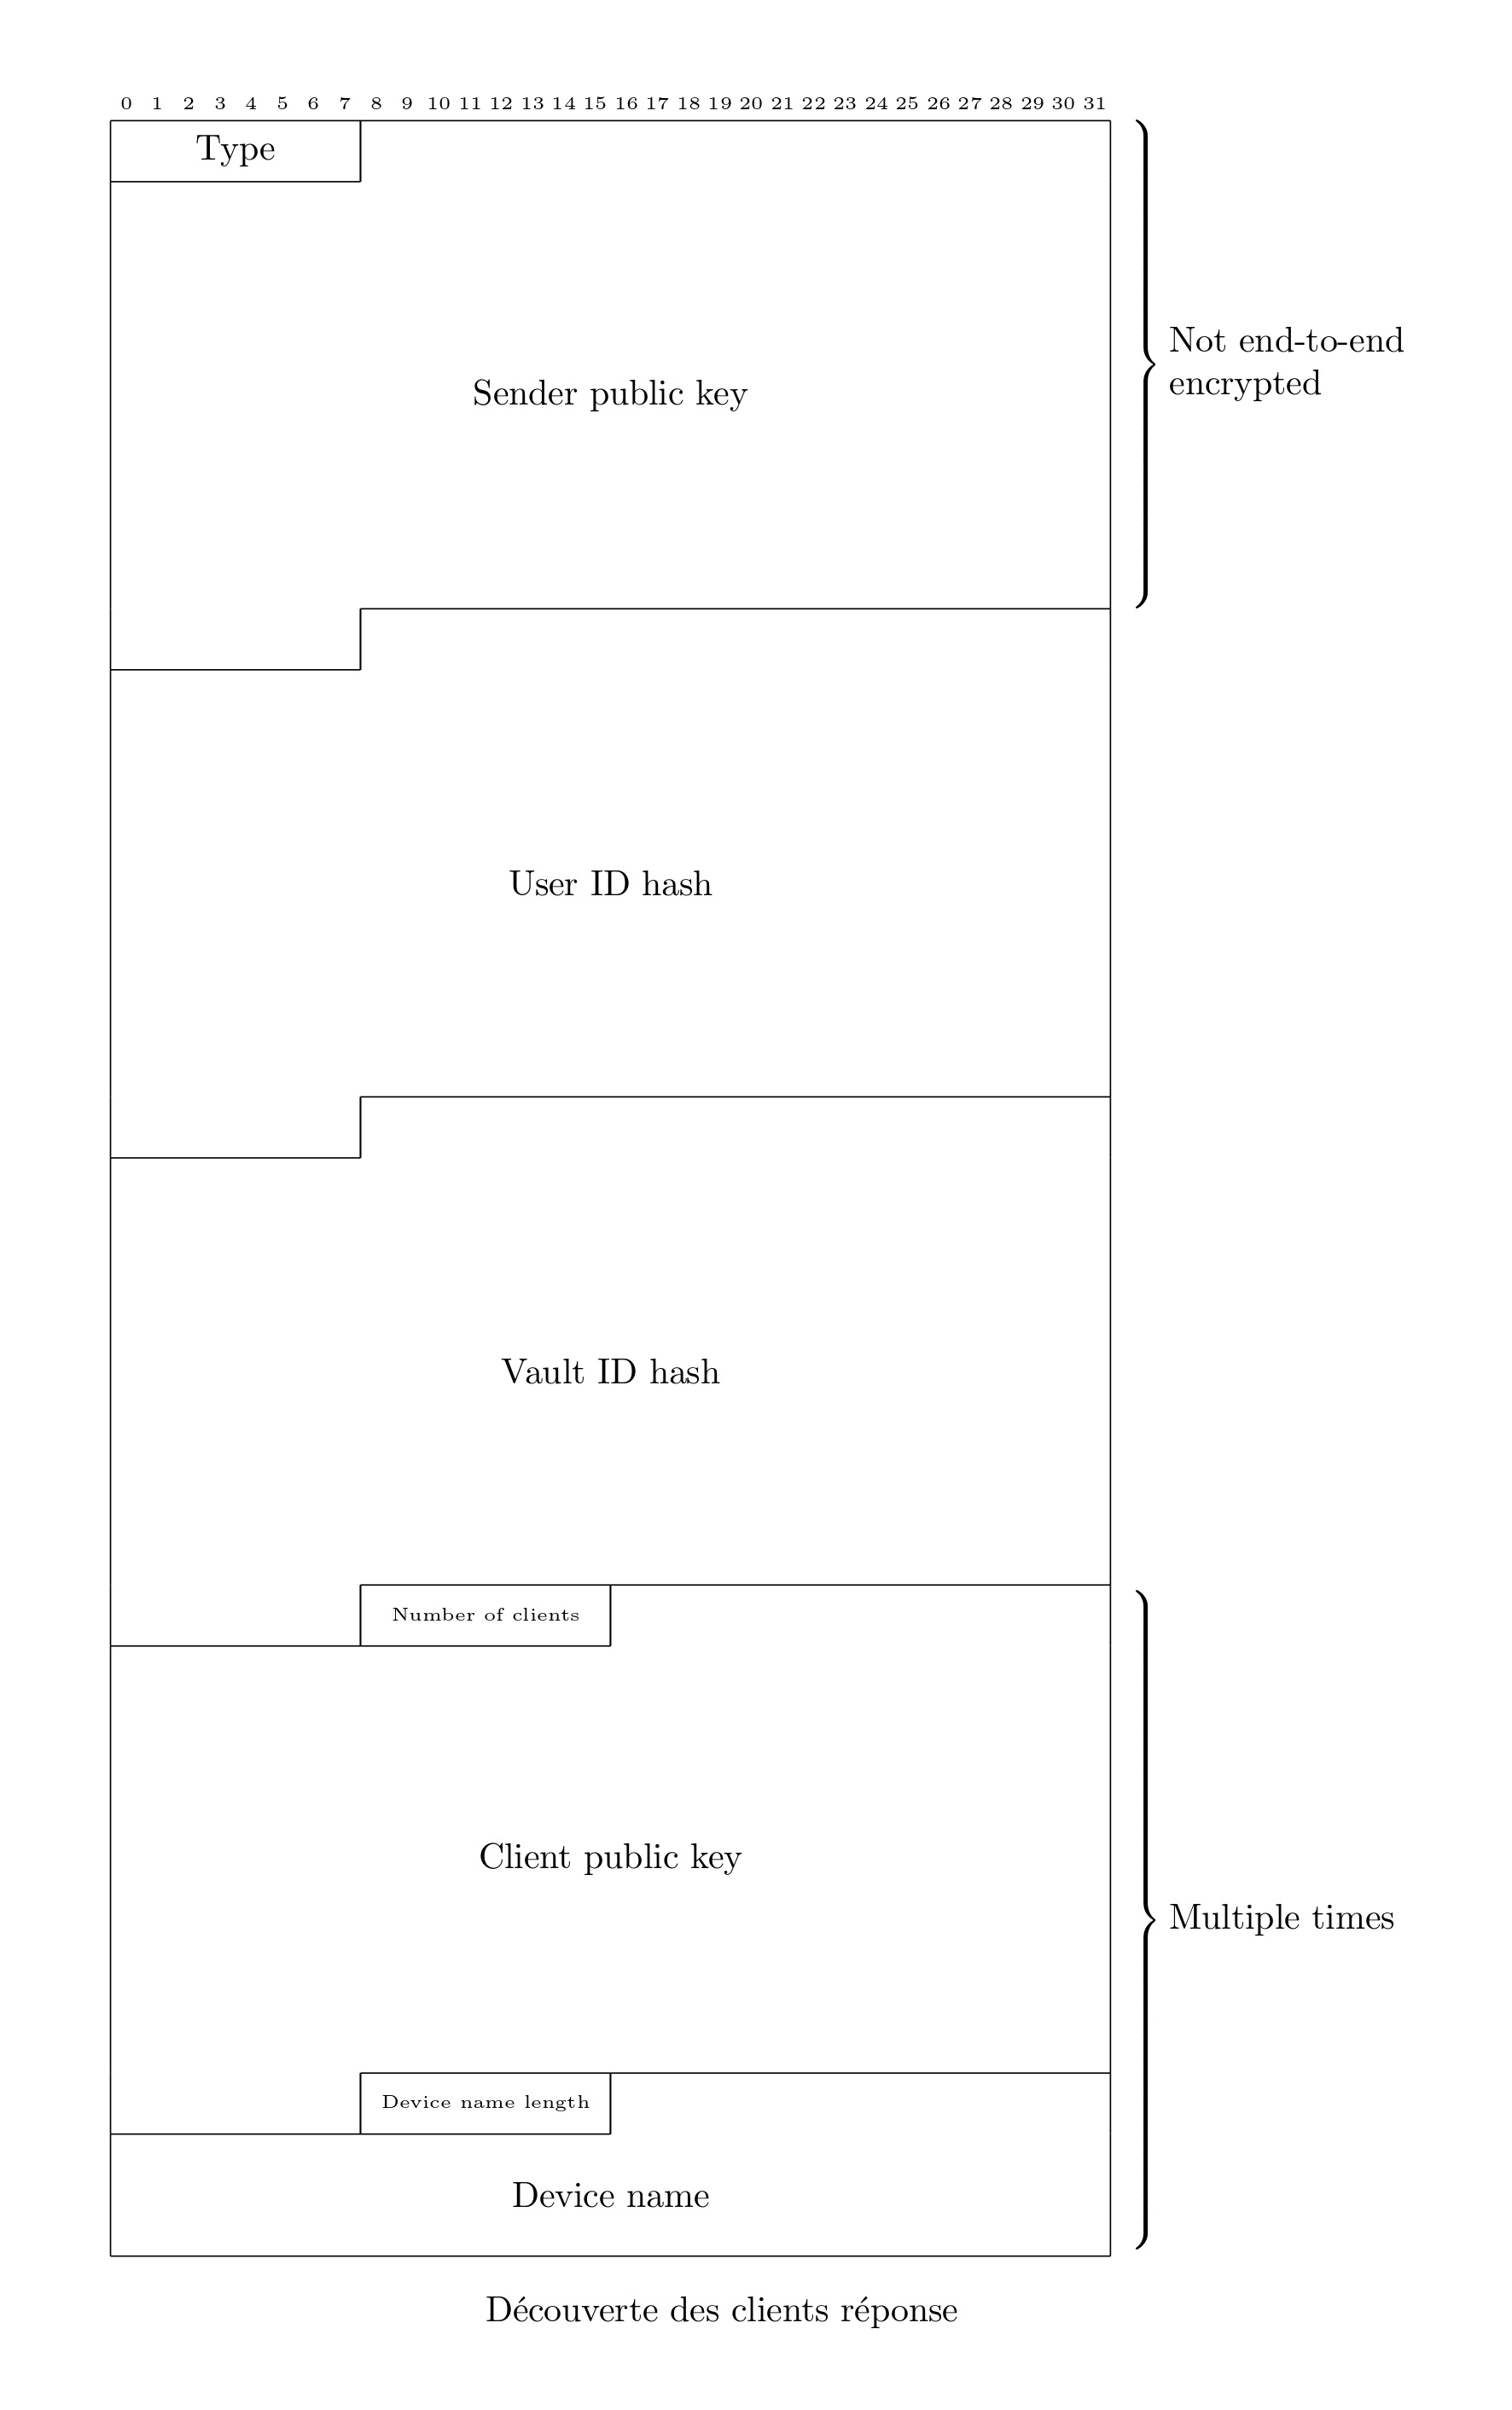 0 1 2 3 4 5 6 7 8 9 10 11 12 13 14 15 16 17 18 19 20 21 22 23 24 25 26 27 28 29 30 31
Type
Sender public key
Not end-to-end
encrypted
User ID hash
Vault ID hash
Number of clients
Client public key
Multiple times
Device name length
Device name
Découverte des clients réponse